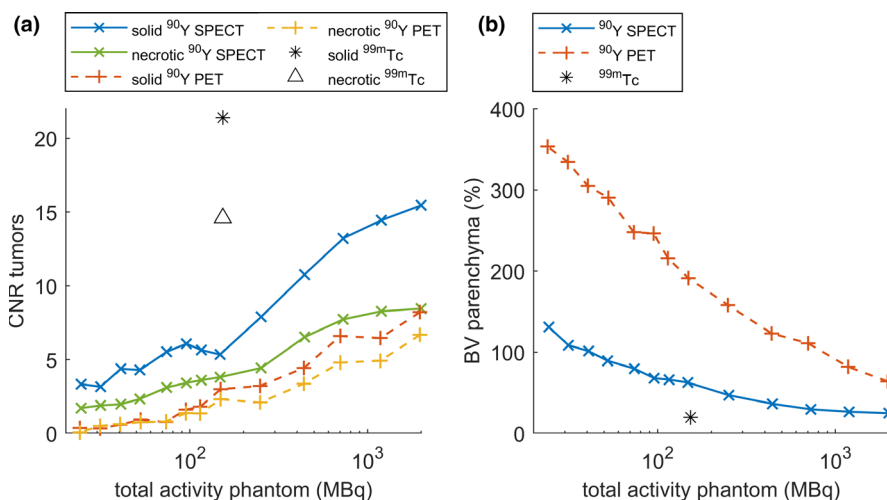 (a)
solid ⁹⁰Y SPECT
necrotic ⁹⁰Y SPECT
solid ⁹⁰Y PET
necrotic ⁹⁰Y PET
solid ⁹⁹ᵐTc
necrotic ⁹⁹ᵐTc
20
15
10
5
0
CNR tumors
10²
10³
total activity phantom (MBq)
(b)
⁹⁰Y SPECT
⁹⁰Y PET
⁹⁹ᵐTc
400
300
200
100
0
BV parenchyma (%)
10²
10³
total activity phantom (MBq)